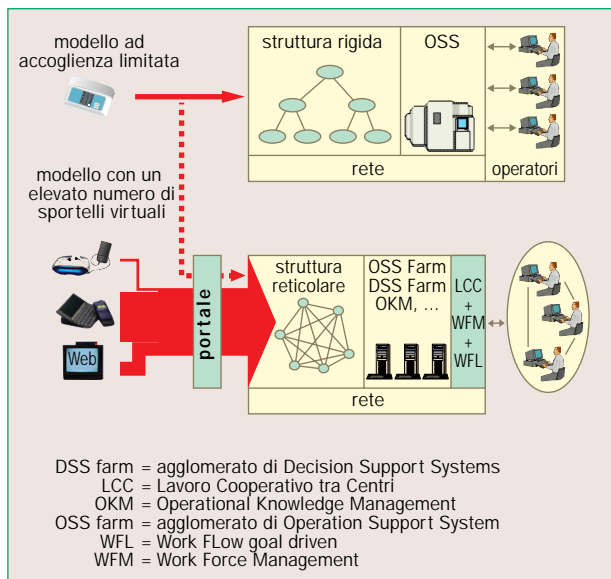 modello ad
accoglienza limitata
struttura rigida
OSS
rete
operatori
modello con un
elevato numero di
sportelli virtuali
Web
portale
struttura
reticolare
OSS Farm
DSS Farm
OKM, ...
LCC
+
WFM
+
WFL
rete
DSS farm = agglomerato di Decision Support Systems
LCC = Lavoro Cooperativo tra Centri
OKM = Operational Knowledge Management
OSS farm = agglomerato di Operation Support System
WFL = Work FLow goal driven
WFM = Work Force Management